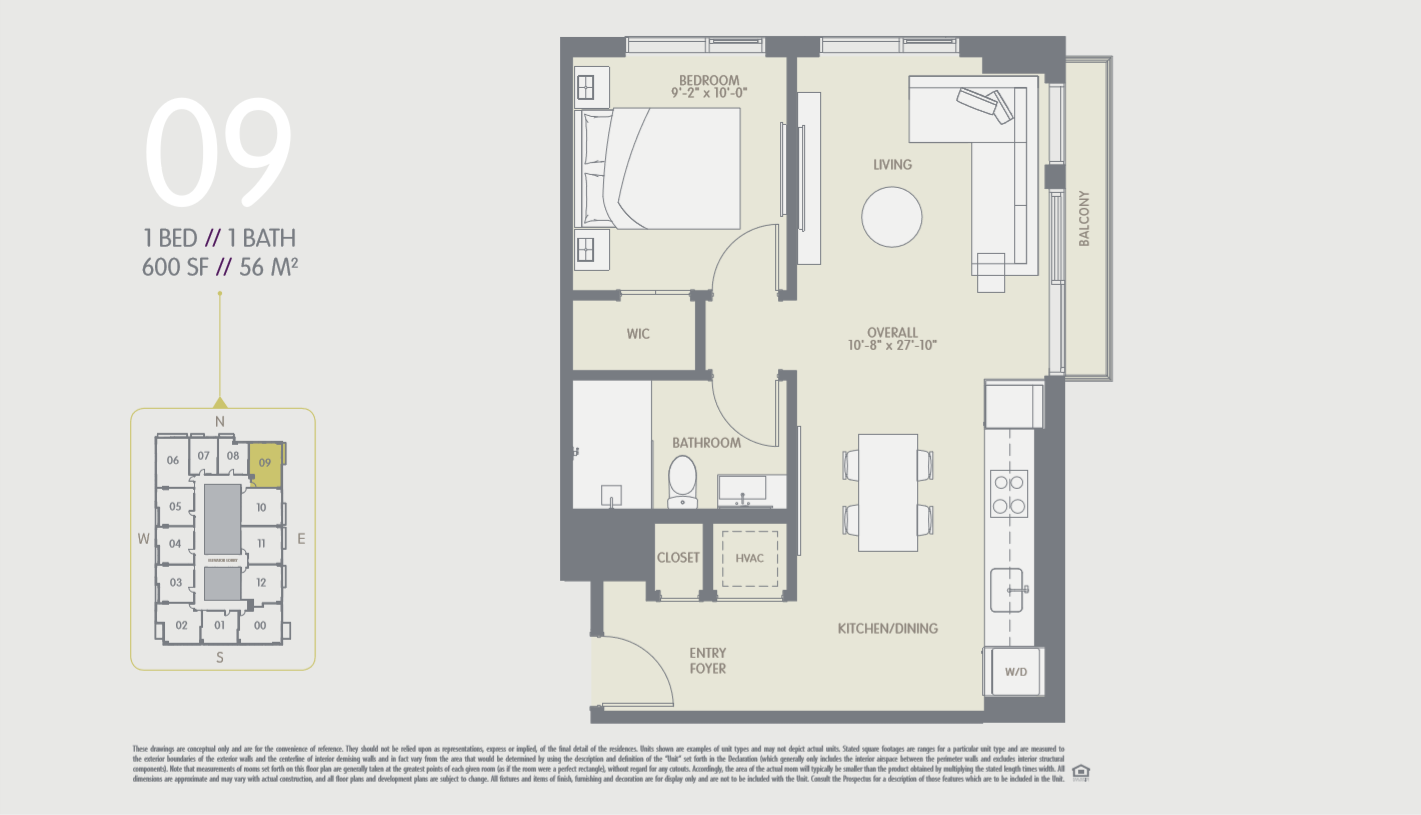 09
1 BED // 1 BATH
600 SF // 56 M²
N
06
07
08
09
05
10
W
04
11
E
ELEVATOR LOBBY
03
12
02
01
00
S
BEDROOM
9'-2" x 10'-0"
LIVING
BALCONY
WIC
OVERALL
10'-8" x 27'-10"
BATHROOM
CLOSET
HVAC
KITCHEN/DINING
ENTRY
FOYER
W/D
These drawings are conceptual only and are for the convenience of reference. They should not be relied upon as representations, express or implied, of the final detail of the residences. Units shown are examples of unit types and may not depict actual units. Stated square footages are ranges for a particular unit type and are measured to
the exterior boundaries of the exterior walls and the centerline of interior demising walls and in fact vary from the area that would be determined by using the description and definition of the "Unit" set forth in the Declaration (which generally only includes the interior airspace between the perimeter walls and excludes interior structural
components). Note that measurements of rooms set forth on this floor plan are generally taken at the greatest points of each given room (as if the room were a perfect rectangle), without regard for any cutouts. Accordingly, the area of the actual room will typically be smaller than the product obtained by multiplying the stated length times width. All
dimensions are approximate and may vary with actual construction, and all floor plans and development plans are subject to change. All fixtures and items of finish, furnishing and decoration are for display only and are not to be included with the Unit. Consult the Prospectus for a description of those features which are to be included in the Unit.